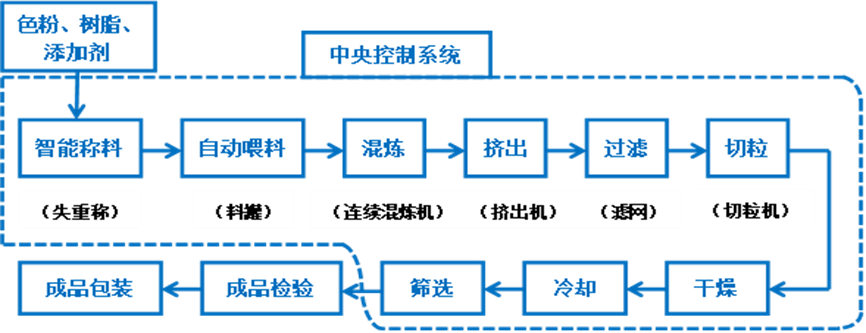 色粉、树脂、
添加剂
中央控制系统
智能称料
自动喂料
混炼
挤出
过滤
切粒
（失重称）
（料罐）
（连续混炼机）
（挤出机）
（滤网）
（切粒机）
成品包装
成品检验
筛选
冷却
干燥